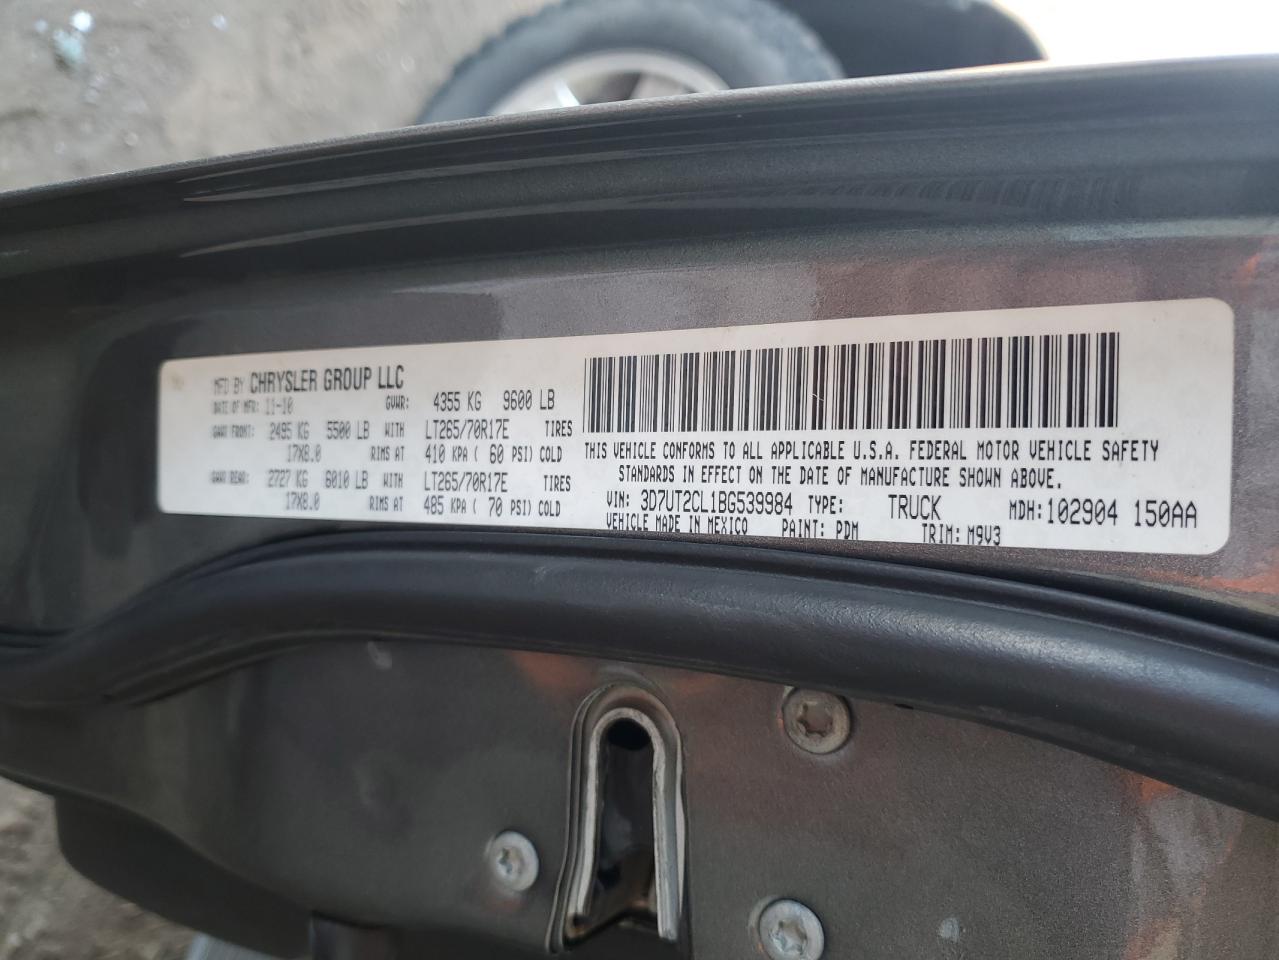 MFD BY CHRYSLER GROUP LLC
DATE OF MFR: 11-10 GVWR: 4355 KG 9600 LB
GAWR FRONT: 2495 KG 5500 LB WITH LT265/70R17E TIRES
17X8.0 RIMS AT 410 KPA ( 60 PSI) COLD
GAWR REAR: 2727 KG 6010 LB WITH LT265/70R17E TIRES
17X8.0 RIMS AT 485 KPA ( 70 PSI) COLD
THIS VEHICLE CONFORMS TO ALL APPLICABLE U.S.A. FEDERAL MOTOR VEHICLE SAFETY
STANDARDS IN EFFECT ON THE DATE OF MANUFACTURE SHOWN ABOVE.
VIN: 3D7UT2CL1BG539984 TYPE: TRUCK MDH: 102904 150AA
VEHICLE MADE IN MEXICO PAINT: PDM TRIM: M9V3